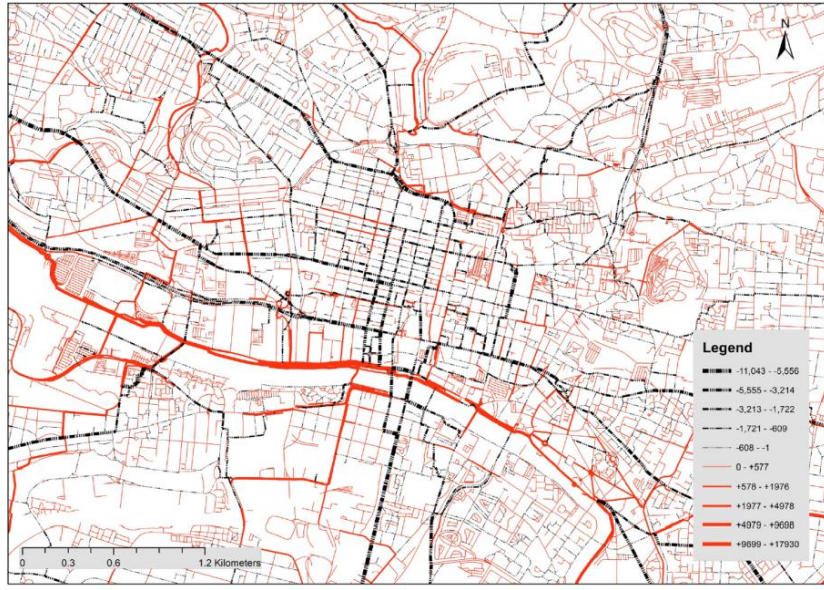 N
Legend
-11,043 - -5,556
-5,555 - -3,214
-3,213 - -1,722
-1,721 - -609
-608 - -1
0 - +577
+578 - +1976
+1977 - +4978
+4979 - +9698
+9699 - +17930
0 0.3 0.6 1.2 Kilometers